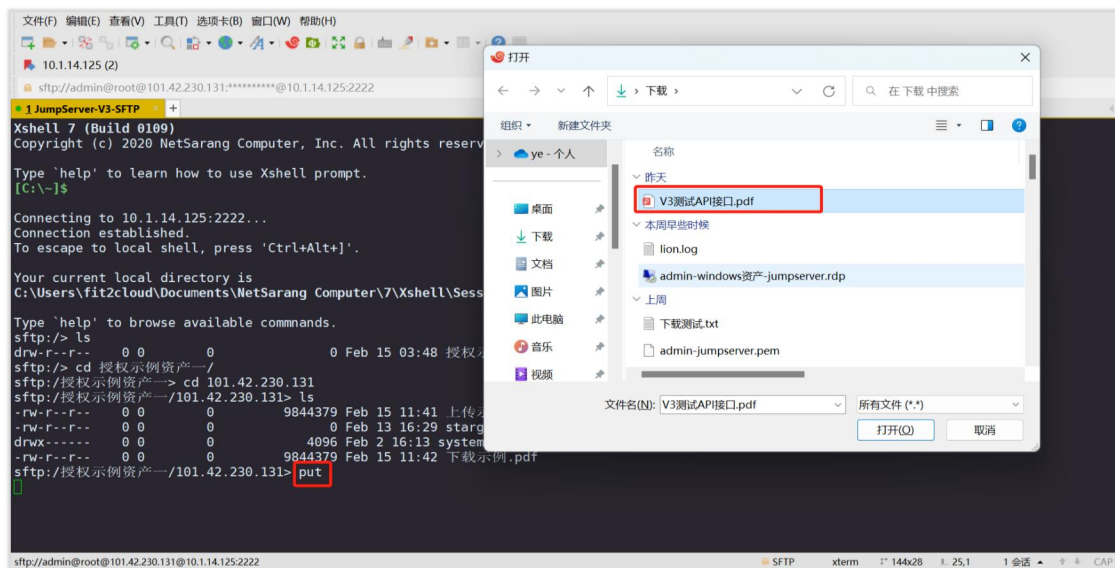 文件(F) 编辑(E) 查看(V) 工具(T) 选项卡(B) 窗口(W) 帮助(H)
10.1.14.125 (2)
sftp://admin@root@101.42.230.131:**********@10.1.14.125:2222
1 JumpServer-V3-SFTP × +
Xshell 7 (Build 0109)
Copyright (c) 2020 NetSarang Computer, Inc. All rights reserv
Type `help' to learn how to use Xshell prompt.
[C:\~]$
Connecting to 10.1.14.125:2222...
Connection established.
To escape to local shell, press 'Ctrl+Alt+]'.
Your current local directory is
C:\Users\fit2cloud\Documents\NetSarang Computer\7\Xshell\Sess
Type `help' to browse available commnands.
sftp:/> ls
drw-r--r-- 0 0 0 0 Feb 15 03:48 授权
sftp:/> cd 授权示例资产一/
sftp:/授权示例资产一> cd 101.42.230.131
sftp:/授权示例资产一/101.42.230.131> ls
-rw-r--r-- 0 0 0 9844379 Feb 15 11:41 上传
-rw-r--r-- 0 0 0 0 Feb 13 16:29 starg
drwx------ 0 0 0 4096 Feb 2 16:13 system
-rw-r--r-- 0 0 0 9844379 Feb 15 11:42 下载示例.pdf
sftp:/授权示例资产一/101.42.230.131> put
打开
下载
在 下载 中搜索
组织 新建文件夹
ye - 个人
桌面
下载
文档
图片
此电脑
音乐
视频
名称
昨天
V3测试API接口.pdf
本周早些时候
lion.log
admin-windows资产-jumpserver.rdp
上周
下载测试.txt
admin-jumpserver.pem
文件名(N): V3测试API接口.pdf
所有文件 (*.*)
打开(O) 取消
sftp://admin@root@101.42.230.131@10.1.14.125:2222
SFTP xterm 144x28 25,1 1 会话 CAP